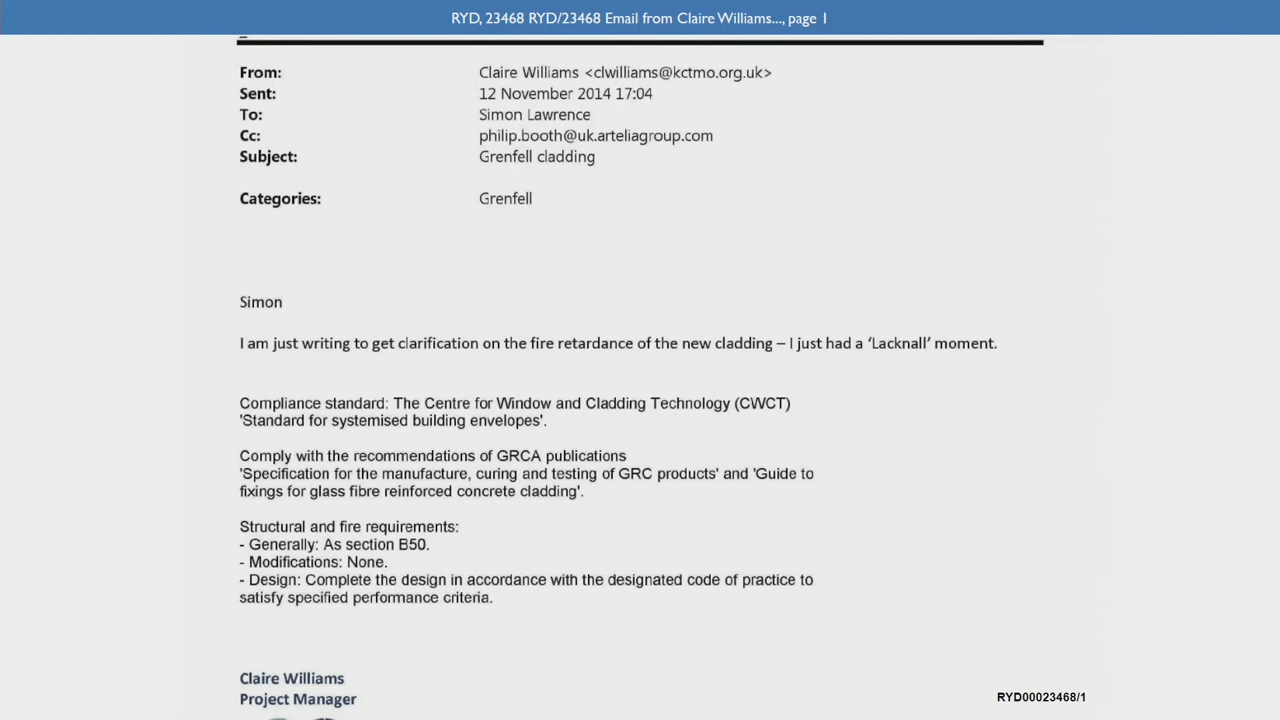 RYD, 23468 RYD/23468 Email from Claire Williams..., page 1
From: Claire Williams <clwilliams@kctmo.org.uk>
Sent: 12 November 2014 17:04
To: Simon Lawrence
Cc: philip.booth@uk.arteliagroup.com
Subject: Grenfell cladding
Categories: Grenfell
Simon
I am just writing to get clarification on the fire retardance of the new cladding – I just had a ‘Lacknall’ moment.
Compliance standard: The Centre for Window and Cladding Technology (CWCT)
'Standard for systemised building envelopes'.
Comply with the recommendations of GRCA publications
'Specification for the manufacture, curing and testing of GRC products' and 'Guide to
fixings for glass fibre reinforced concrete cladding'.
Structural and fire requirements:
- Generally: As section B50.
- Modifications: None.
- Design: Complete the design in accordance with the designated code of practice to
satisfy specified performance criteria.
Claire Williams
Project Manager
RYD00023468/1